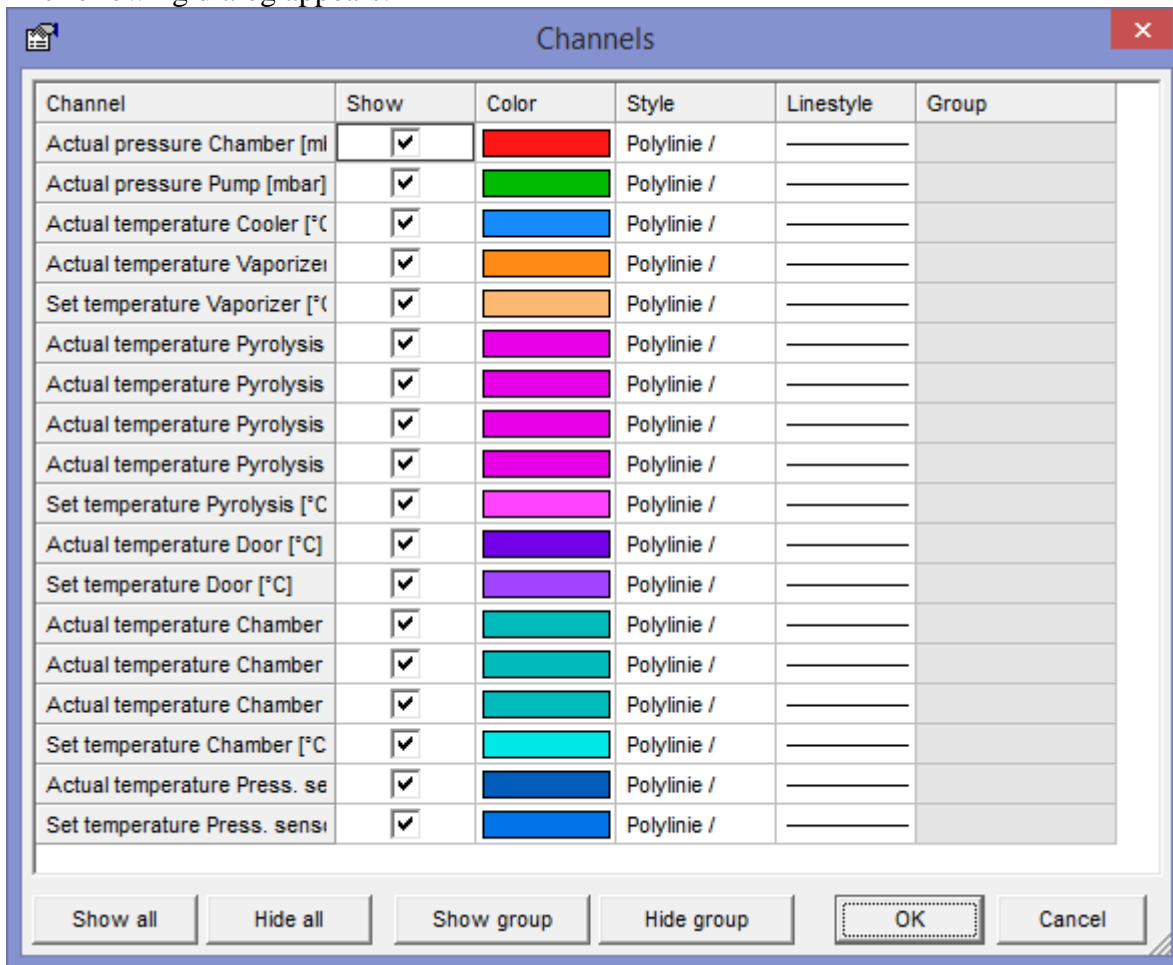 Channels
Channel Show Color Style Linestyle Group
Actual pressure Chamber Polylinie /
Actual pressure Pump [mbar] Polylinie /
Actual temperature Cooler Polylinie /
Actual temperature Vaporizer Polylinie /
Set temperature Vaporizer Polylinie /
Actual temperature Pyrolysis Polylinie /
Actual temperature Pyrolysis Polylinie /
Actual temperature Pyrolysis Polylinie /
Actual temperature Pyrolysis Polylinie /
Set temperature Pyrolysis [°C Polylinie /
Actual temperature Door [°C] Polylinie /
Set temperature Door [°C] Polylinie /
Actual temperature Chamber Polylinie /
Actual temperature Chamber Polylinie /
Actual temperature Chamber Polylinie /
Set temperature Chamber [°C Polylinie /
Actual temperature Press. se Polylinie /
Set temperature Press. Polylinie /
Show all Hide all Show group Hide group OK Cancel